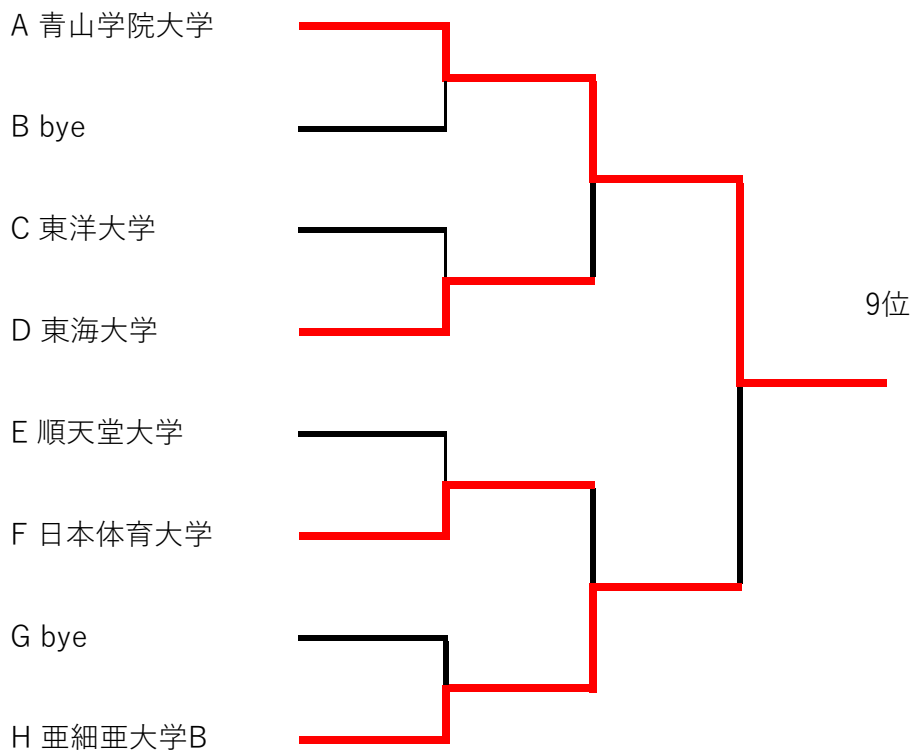 A 青山学院大学
B bye
C 東洋大学
D 東海大学
9位
E 順天堂大学
F 日本体育大学
G bye
H 亜細亜大学B